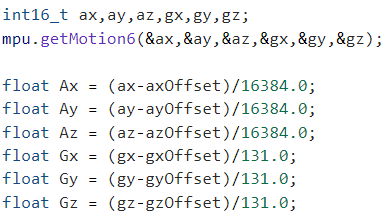 int16_t ax,ay,az,gx,gy,gz;
mpu.getMotion6(&ax,&ay,&az,&gx,&gy,&gz);
float Ax = (ax-axOffset)/16384.0;
float Ay = (ay-ayOffset)/16384.0;
float Az = (az-azOffset)/16384.0;
float Gx = (gx-gxOffset)/131.0;
float Gy = (gy-gyOffset)/131.0;
float Gz = (gz-gzOffset)/131.0;